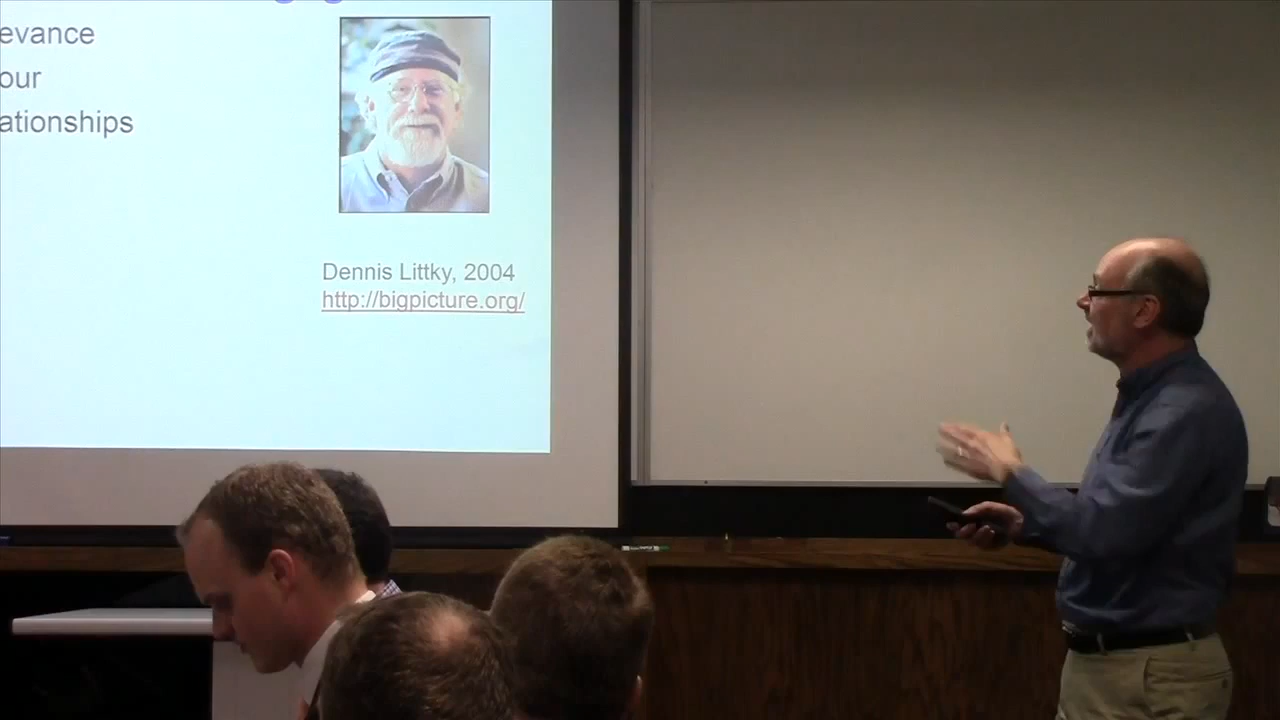 evance
our
ationships
Dennis Littky, 2004
http://bigpicture.org/